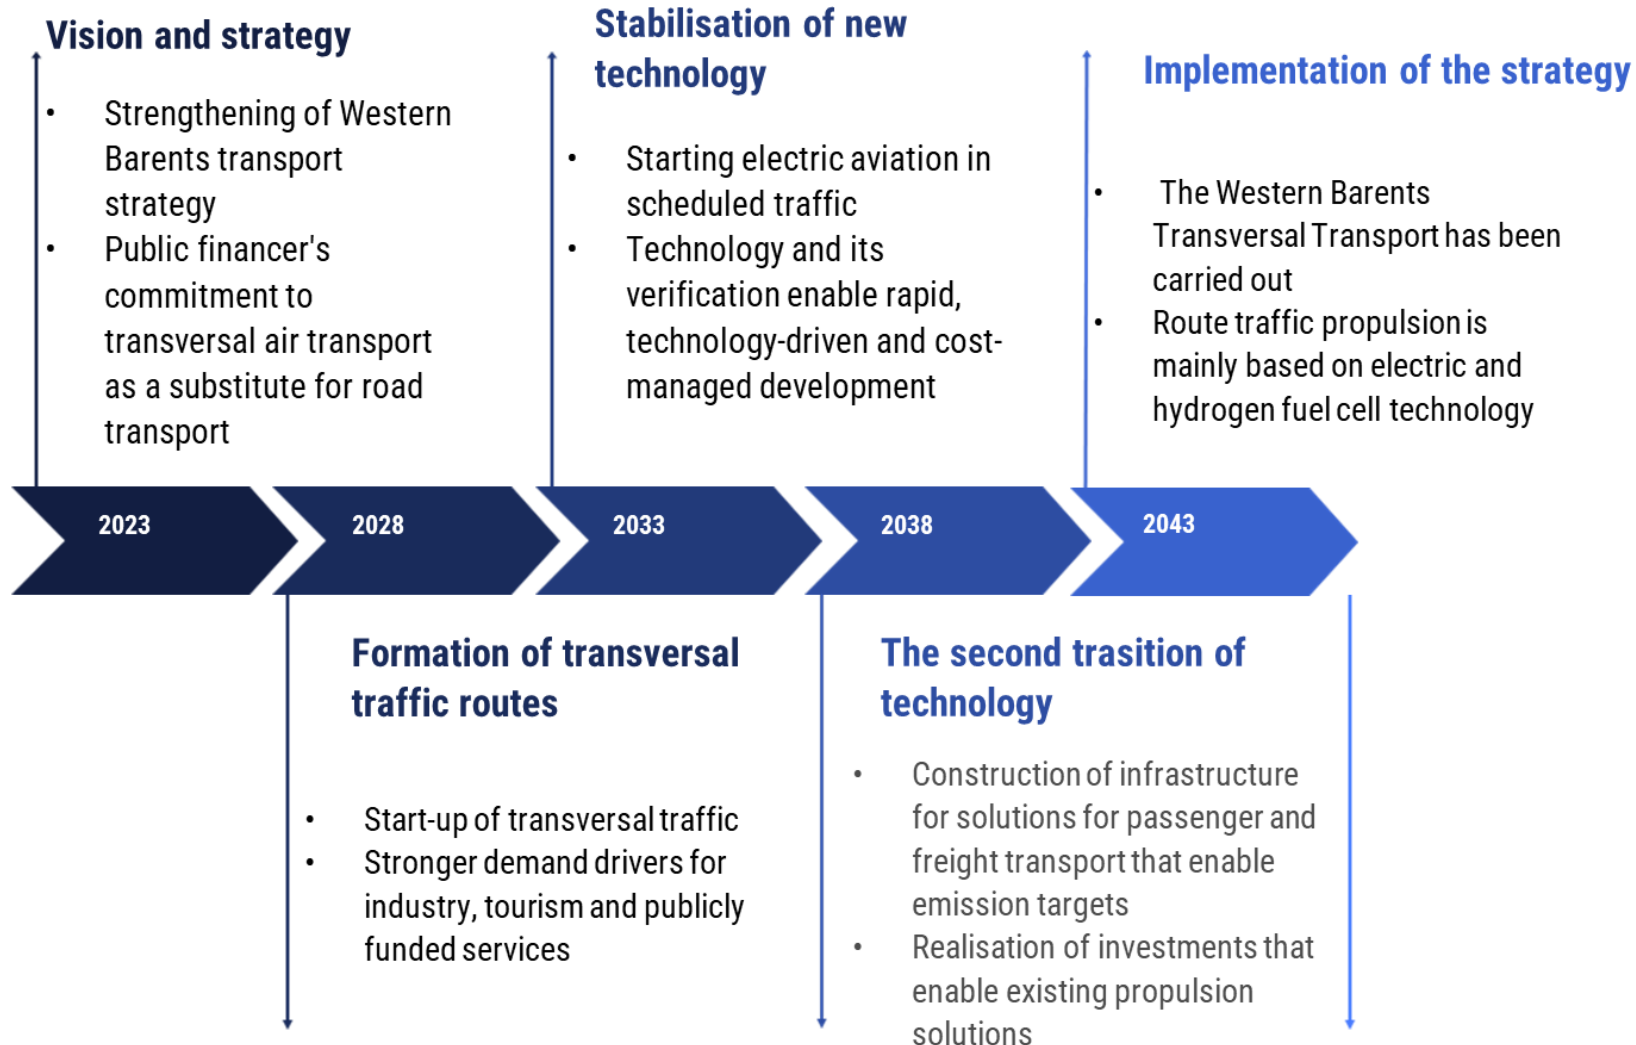 Vision and strategy
• Strengthening of Western
Barents transport
strategy
• Public financer's
commitment to
transversal air transport
as a substitute for road
transport
Stabilisation of new
technology
• Starting electric aviation in
scheduled traffic
• Technology and its
verification enable rapid,
technology-driven and cost-
managed development
Implementation of the strategy
• The Western Barents
Transversal Transport has been
carried out
• Route traffic propulsion is
mainly based on electric and
hydrogen fuel cell technology
2023
2028
2033
2038
2043
Formation of transversal
traffic routes
• Start-up of transversal traffic
• Stronger demand drivers for
industry, tourism and publicly
funded services
The second trasition of
technology
• Construction of infrastructure
for solutions for passenger and
freight transport that enable
emission targets
• Realisation of investments that
enable existing propulsion
solutions